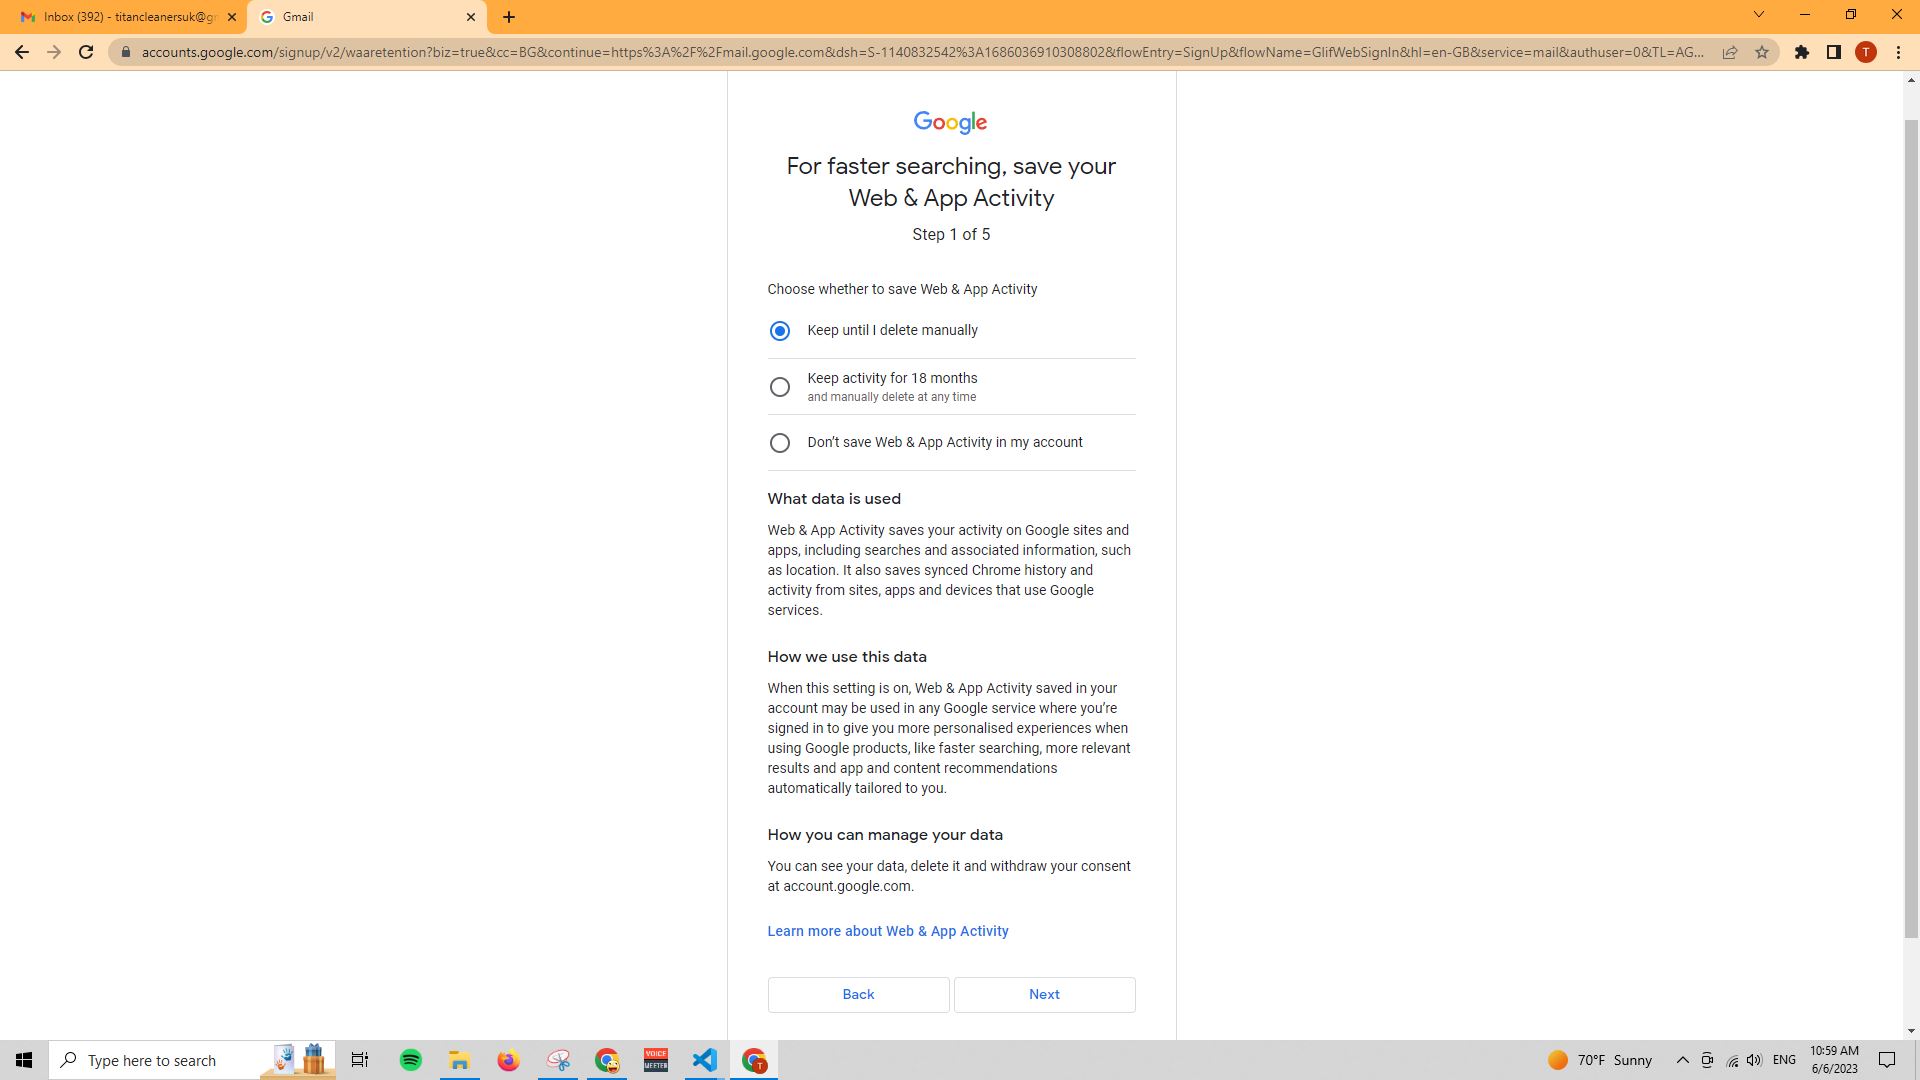 Inbox (392) - titancleanersuk@gm
Gmail
accounts.google.com/signup/v2/waaretention?biz=true&cc=BG&continue=https%3A%2F%2Fmail.google.com&dsh=S-1140832542%3A1686036910308802&flowEntry=SignUp&flowName=GlifWebSignIn&hl=en-GB&service=mail&authuser=0&TL=AG...
T
Google
For faster searching, save your
Web & App Activity
Step 1 of 5
Choose whether to save Web & App Activity
Keep until I delete manually
Keep activity for 18 months
and manually delete at any time
Don’t save Web & App Activity in my account
What data is used
Web & App Activity saves your activity on Google sites and
apps, including searches and associated information, such
as location. It also saves synced Chrome history and
activity from sites, apps and devices that use Google
services.
How we use this data
When this setting is on, Web & App Activity saved in your
account may be used in any Google service where you’re
signed in to give you more personalised experiences when
using Google products, like faster searching, more relevant
results and app and content recommendations
automatically tailored to you.
How you can manage your data
You can see your data, delete it and withdraw your consent
at account.google.com.
Learn more about Web & App Activity
Back
Next
Type here to search
VOICE
MEETER
T
70°F Sunny
ENG
10:59 AM
6/6/2023